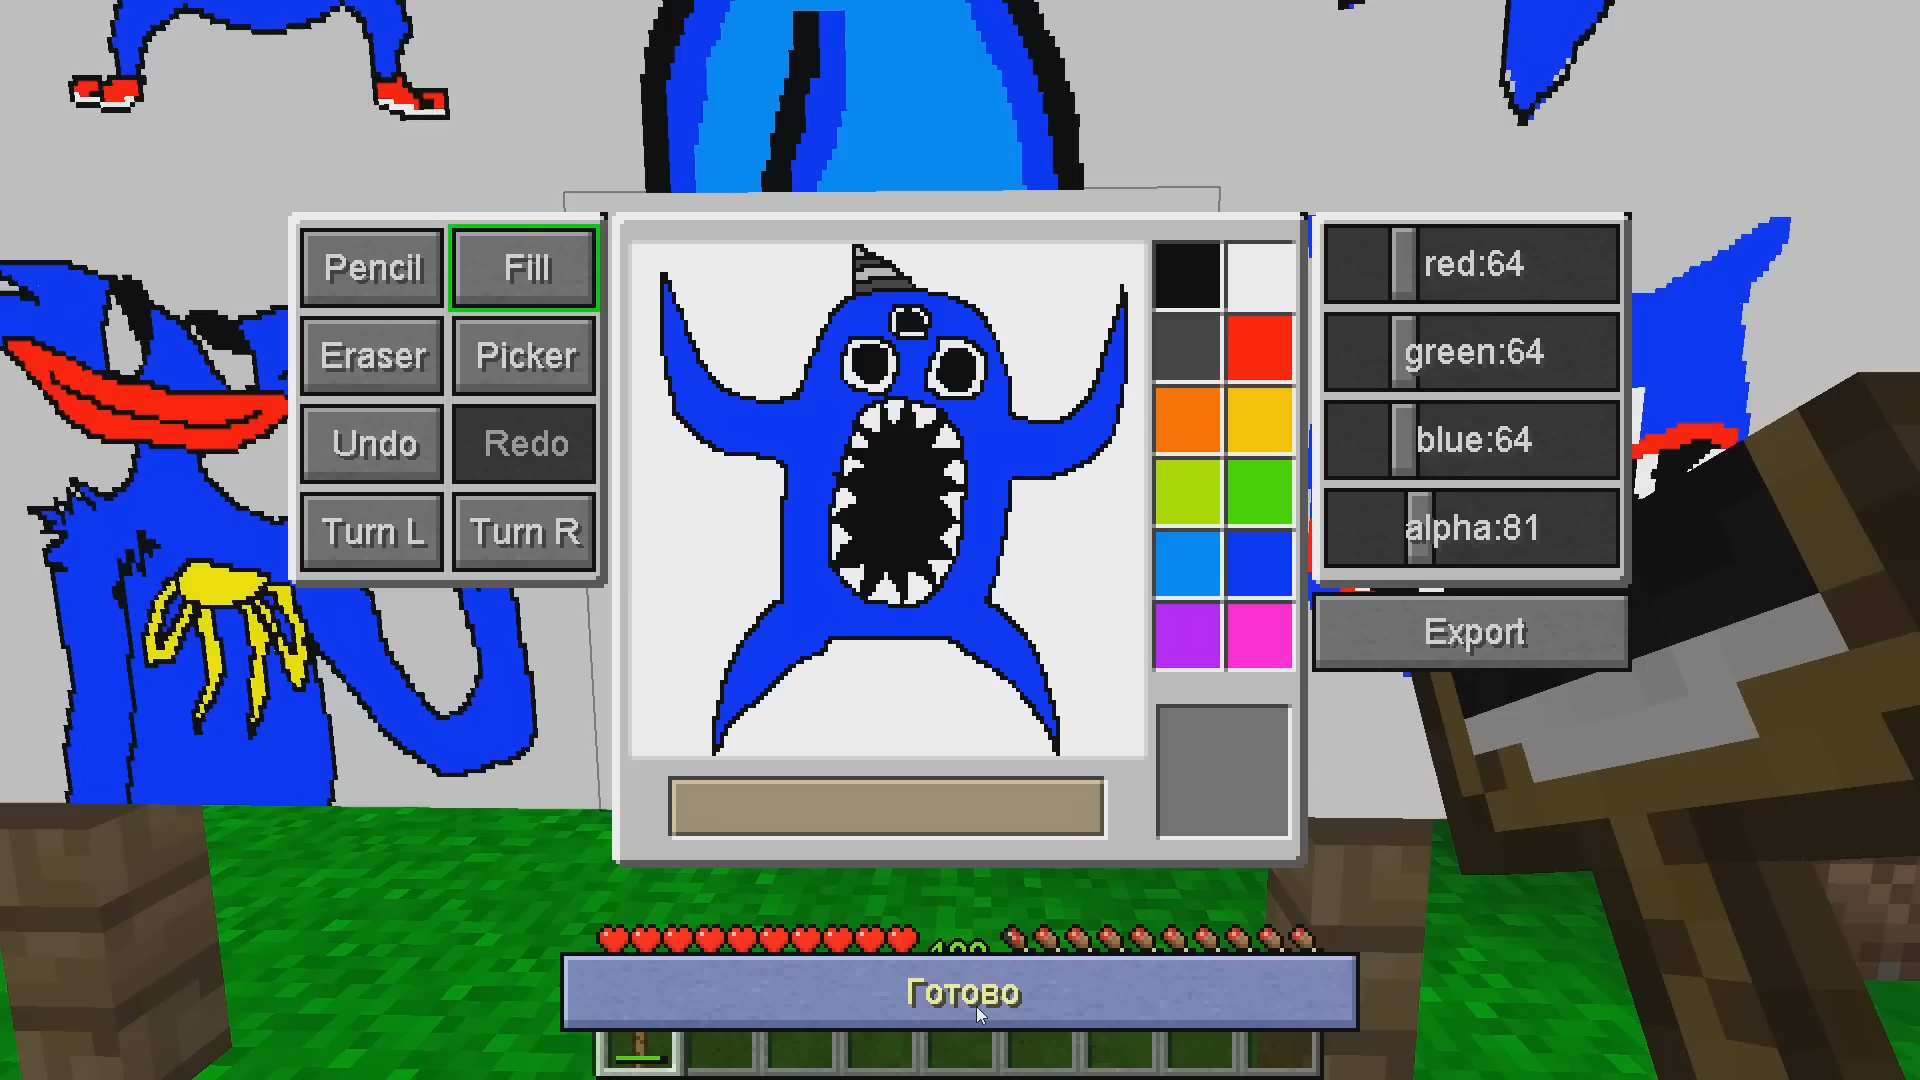 Pencil
Fill
Eraser
Picker
Undo
Redo
Turn L
Turn R
red:64
green:64
blue:64
alpha:81
Export
Готово